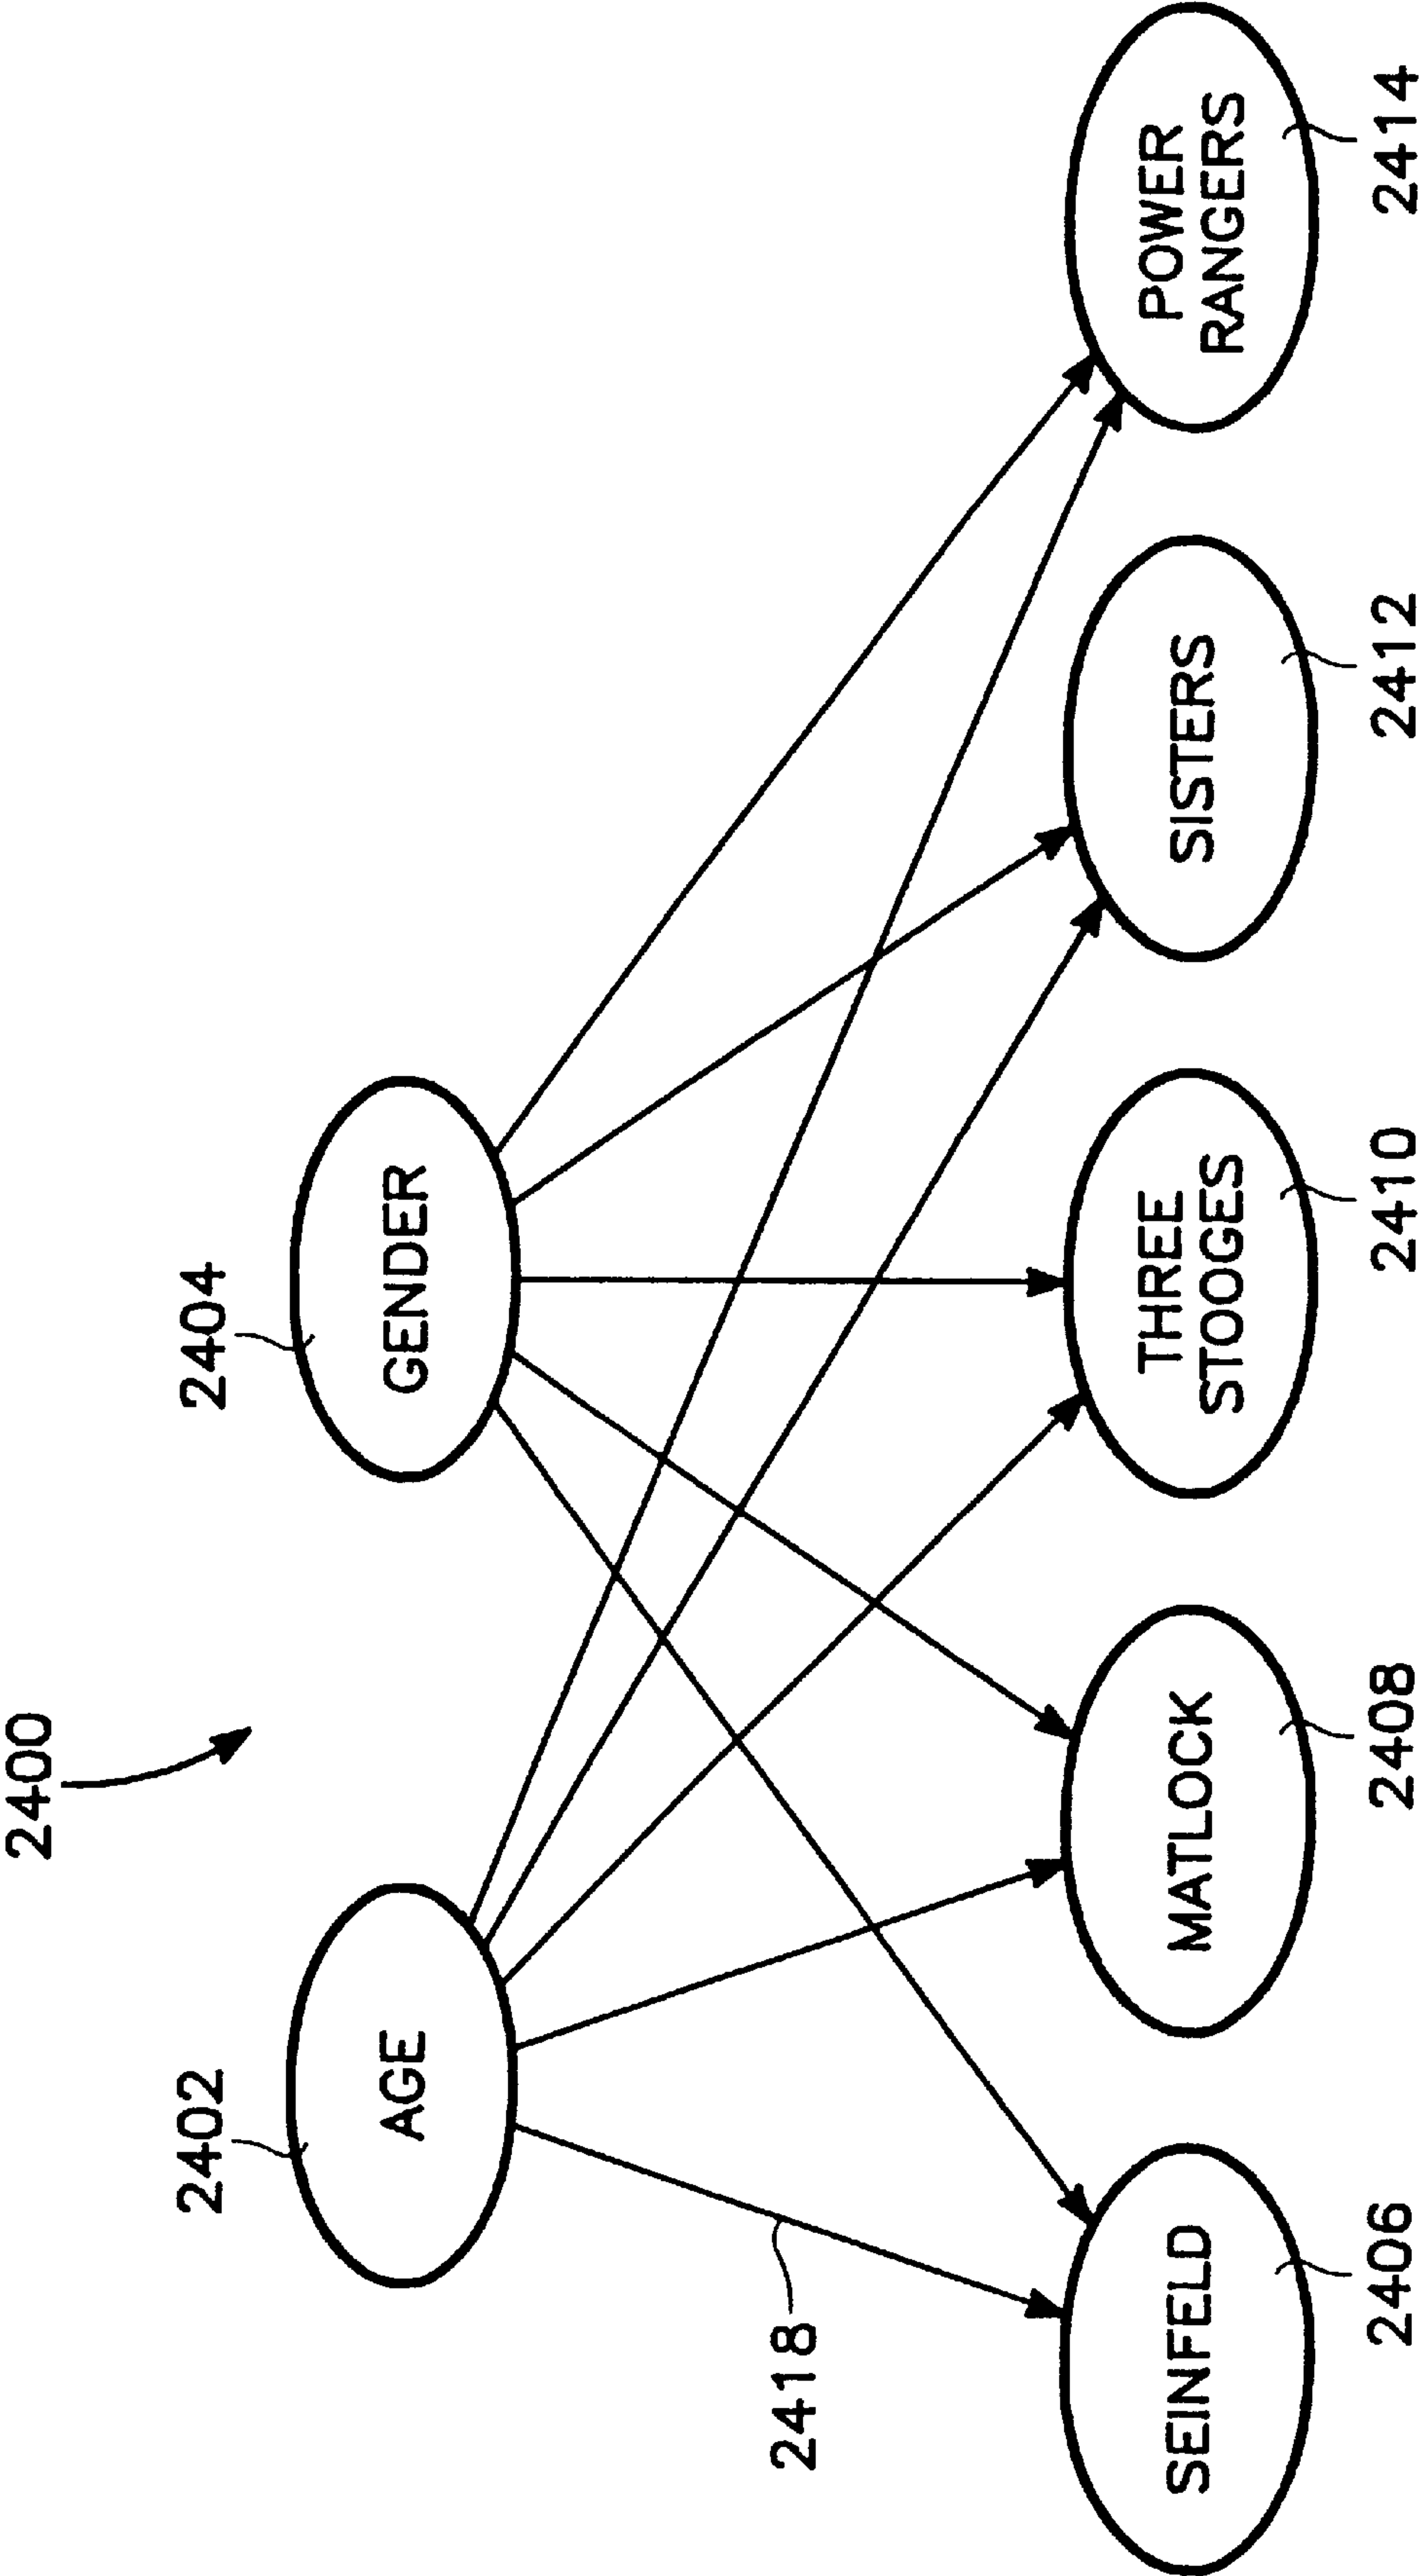 2400
2402
2404
AGE
GENDER
2418
SEINFELD
MATLOCK
THREE
STOOGES
SISTERS
POWER
RANGERS
2406
2408
2410
2412
2414